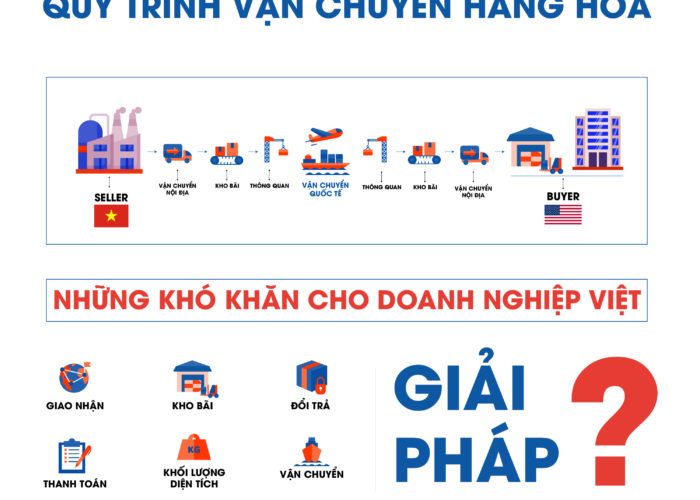 QUY TRÌNH VẬN CHUYỂN HÀNG HÓA
SELLER
VẬN CHUYỂN
NỘI ĐỊA
KHO BÃI
THÔNG QUAN
VẬN CHUYỂN
QUỐC TẾ
THÔNG QUAN
KHO BÃI
VẬN CHUYỂN
NỘI ĐỊA
BUYER
NHỮNG KHÓ KHĂN CHO DOANH NGHIỆP VIỆT
GIAO NHẬN
KHO BÃI
ĐỔI TRẢ
THANH TOÁN
KG
KHỐI LƯỢNG
DIỆN TÍCH
VẬN CHUYỂN
GIẢI
PHÁP
?